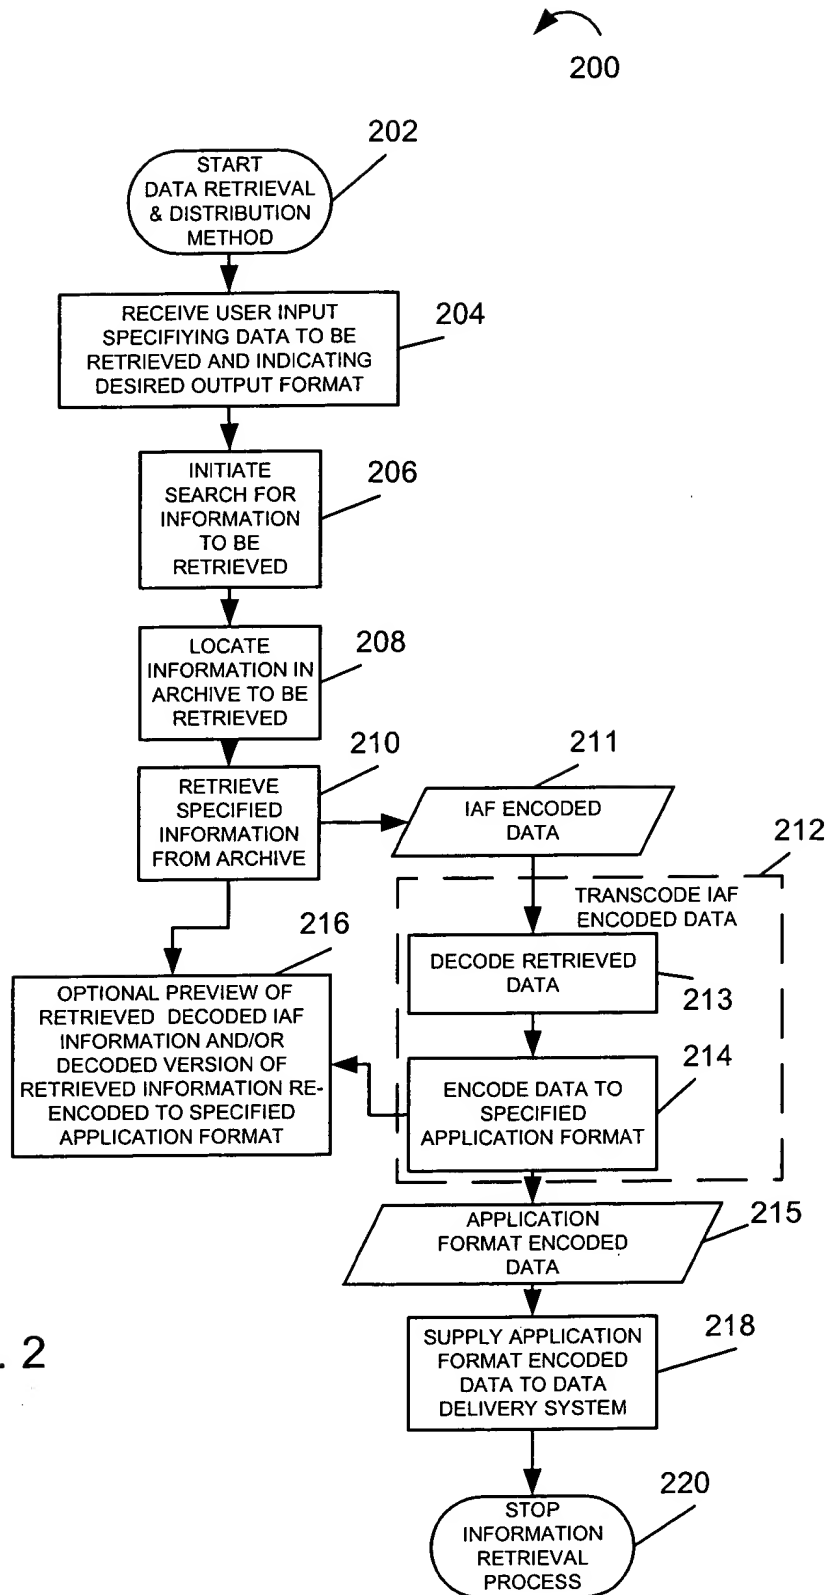 200
202
START
DATA RETRIEVAL
& DISTRIBUTION
METHOD
204
RECEIVE USER INPUT
SPECIFIYING DATA TO BE
RETRIEVED AND INDICATING
DESIRED OUTPUT FORMAT
206
INITIATE
SEARCH FOR
INFORMATION
TO BE
RETRIEVED
208
LOCATE
INFORMATION IN
ARCHIVE TO BE
RETRIEVED
210
RETRIEVE
SPECIFIED
INFORMATION
FROM ARCHIVE
211
IAF ENCODED
DATA
212
TRANSCODE IAF
ENCODED DATA
DECODE RETRIEVED
DATA
213
214
ENCODE DATA TO
SPECIFIED
APPLICATION FORMAT
216
OPTIONAL PREVIEW OF
RETRIEVED DECODED IAF
INFORMATION AND/OR
DECODED VERSION OF
RETRIEVED INFORMATION RE-
ENCODED TO SPECIFIED
APPLICATION FORMAT
215
APPLICATION
FORMAT ENCODED
DATA
218
SUPPLY APPLICATION
FORMAT ENCODED
DATA TO DATA
DELIVERY SYSTEM
. 2
220
STOP
INFORMATION
RETRIEVAL
PROCESS